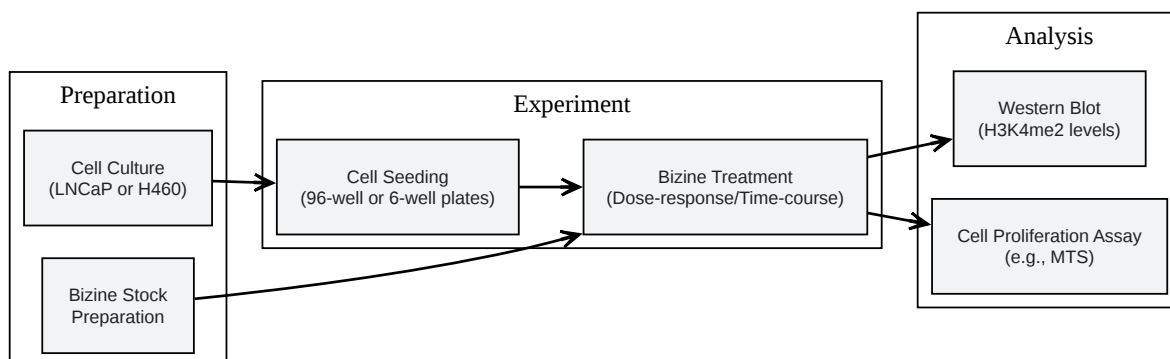 Preparation
Cell Culture
(LNCaP or H460)
Bizine Stock
Preparation
Experiment
Cell Seeding
(96-well or 6-well plates)
Bizine Treatment
(Dose-response/Time-course)
Analysis
Western Blot
(H3K4me2 levels)
Cell Proliferation Assay
(e.g., MTS)